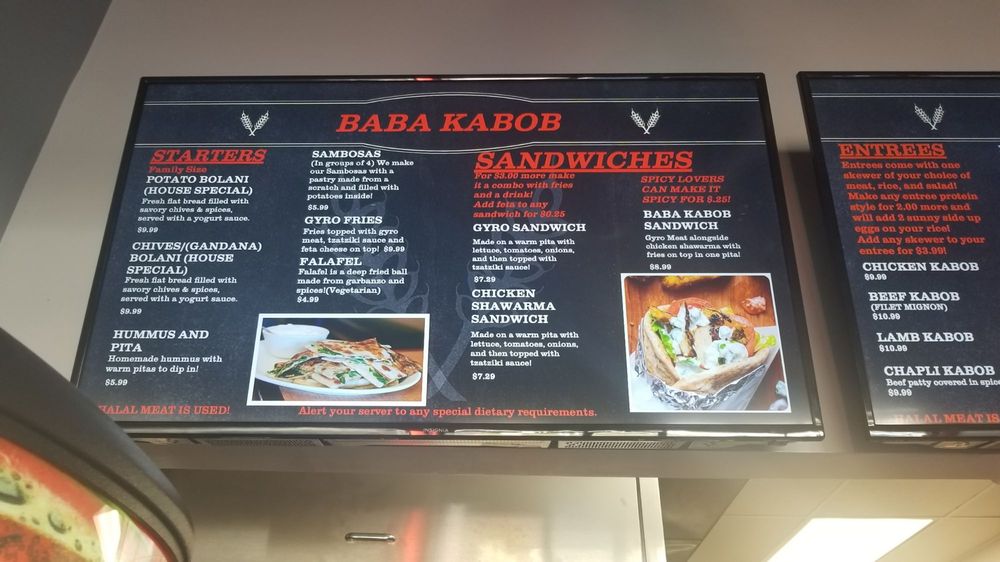 BABA KABOB
STARTERS
Family Size
POTATO BOLANI
(HOUSE SPECIAL)
Fresh flat bread filled with
savory chives & spices,
served with a yogurt sauce.
$9.99
CHIVES/(GANDANA)
BOLANI (HOUSE
SPECIAL)
Fresh flat bread filled with
savory chives & spices,
served with a yogurt sauce.
$9.99
HUMMUS AND
PITA
Homemade hummus with
warm pitas to dip in!
$5.99
SAMBOSAS
(In groups of 4) We make
our Sambosas with a
pastry made from a
scratch and filled with
potatoes inside!
$5.99
GYRO FRIES
Fries topped with gyro
meat, tzatziki sauce and
feta cheese on top! $9.99
FALAFEL
Falafel is a deep fried ball
made from garbanzo and
spices!(Vegetarian)
$4.99
SANDWICHES
For $3.00 more make
it a combo with fries
and a drink!
Add feta to any
sandwich for $0.25
GYRO SANDWICH
Made on a warm pita with
lettuce, tomatoes, onions,
and then topped with
tzatziki sauce!
$7.29
CHICKEN
SHAWARMA
SANDWICH
Made on a warm pita with
lettuce, tomatoes, onions,
and then topped with
tzatziki sauce!
$7.29
SPICY LOVERS
CAN MAKE IT
SPICY FOR $.25!
BABA KABOB
SANDWICH
Gyro Meat alongside
chicken shawarma with
fries on top in one pita!
$8.99
HALAL MEAT IS USED!
Alert your server to any special dietary requirements.
INSIGNIA
ENTREES
Entrees come with one
skewer of your choice of
meat, rice, and salad!
Make any entree protein
style for 2.00 more and
will add 2 sunny side up
eggs on your rice!
Add any skewer to your
entree for $3.99!
CHICKEN KABOB
$9.99
BEEF KABOB
(FILET MIGNON)
$10.99
LAMB KABOB
$10.99
CHAPLI KABOB
Beef patty covered in spice
$9.99
HALAL MEAT IS